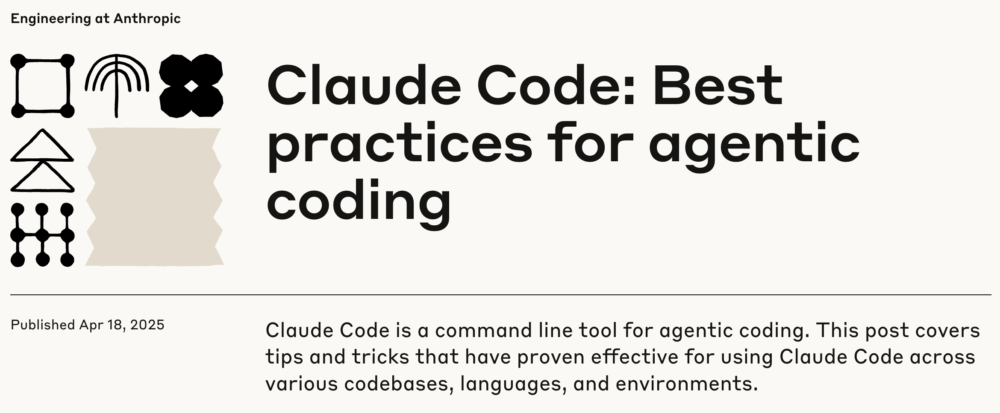 Engineering at Anthropic
Claude Code: Best
practices for agentic
coding
Published Apr 18, 2025
Claude Code is a command line tool for agentic coding. This post covers
tips and tricks that have proven effective for using Claude Code across
various codebases, languages, and environments.